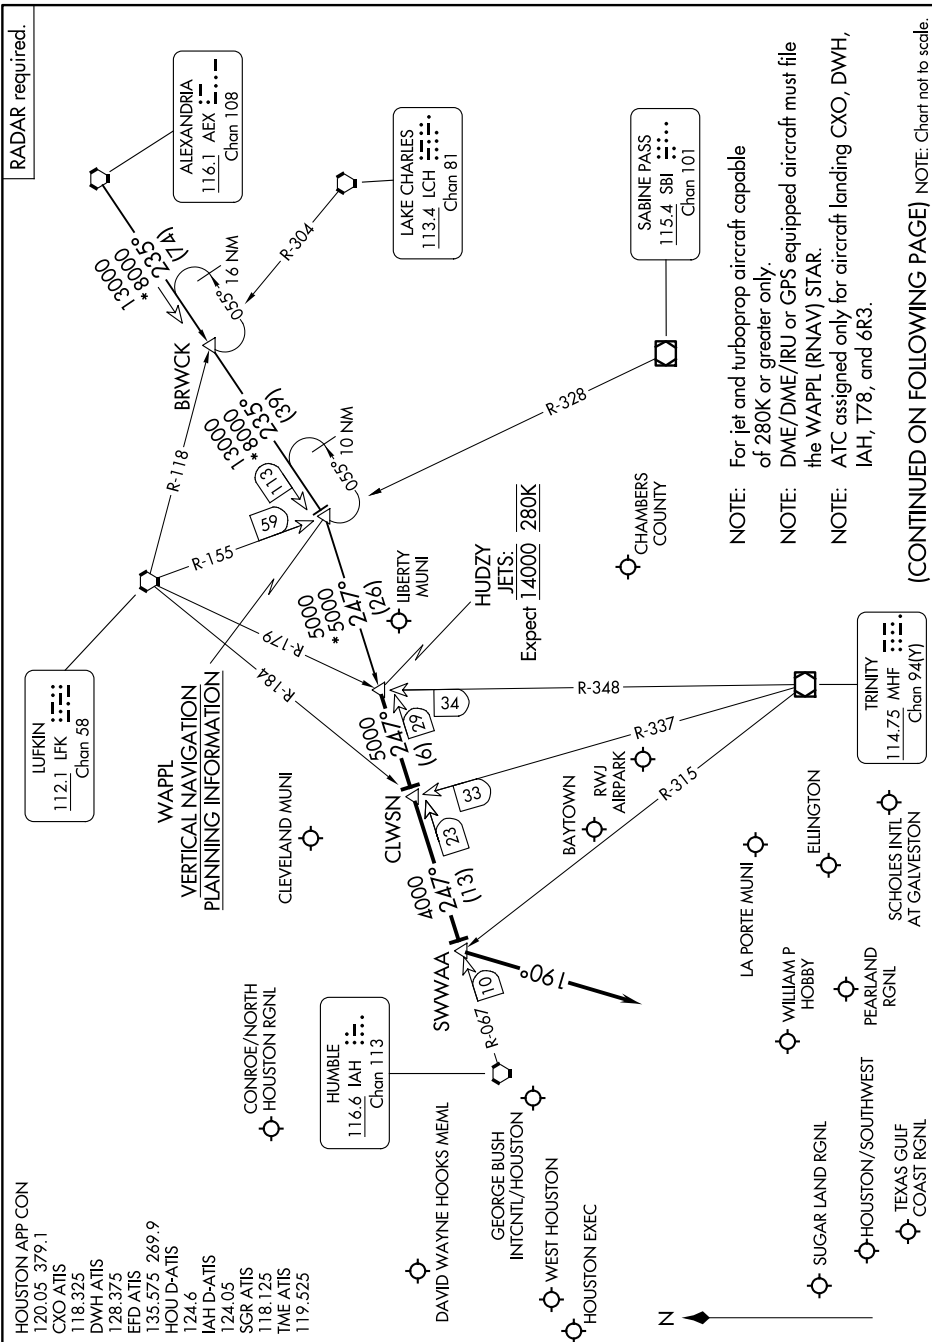 RADAR required.
HOUSTON APP CON
120.05 379.1
CXO ATIS
118.325
DWH ATIS
128.375
EFD ATIS
135.575 269.9
HOU D-ATIS
124.6
IAH D-ATIS
124.05
SGR ATIS
118.125
TME ATIS
119.525
LUFKIN
112.1 LFK
Chan 58
ALEXANDRIA
116.1 AEX
Chan 108
LAKE CHARLES
113.4 LCH
Chan 81
SABINE PASS
115.4 SBI
Chan 101
HUMBLE
116.6 IAH
Chan 113
TRINITY
114.75 MHF
Chan 94(Y)
WAPPL
VERTICAL NAVIGATION
PLANNING INFORMATION
13000
*8000
235°
(74)
055°
16 NM
R-304
BRWCK
R-118
13000
*8000
235°
(39)
055°
10 NM
113
59
R-155
R-328
5000
*5000
247°
(26)
R-179
R-184
HUDZY
JETS:
Expect 14000 280K
LIBERTY
MUNI
CHAMBERS
COUNTY
5000
247°
(6)
29
34
R-348
CLWSN
23
33
R-337
4000
247°
(13)
R-315
SWWAA
10
R-067
190°
CLEVELAND MUNI
CONROE/NORTH
HOUSTON RGNL
DAVID WAYNE HOOKS MEML
GEORGE BUSH
INTCNTL/HOUSTON
WEST HOUSTON
HOUSTON EXEC
BAYTOWN
RWJ
AIRPARK
LA PORTE MUNI
ELLINGTON
SCHOLES INTL
AT GALVESTON
WILLIAM P
HOBBY
PEARLAND
RGNL
SUGAR LAND RGNL
HOUSTON/SOUTHWEST
TEXAS GULF
COAST RGNL
N
NOTE: For jet and turboprop aircraft capable
of 280K or greater only.
NOTE: DME/DME/IRU or GPS equipped aircraft must file
the WAPPL (RNAV) STAR.
NOTE: ATC assigned only for aircraft landing CXO, DWH,
IAH, T78, and 6R3.
(CONTINUED ON FOLLOWING PAGE) NOTE: Chart not to scale.